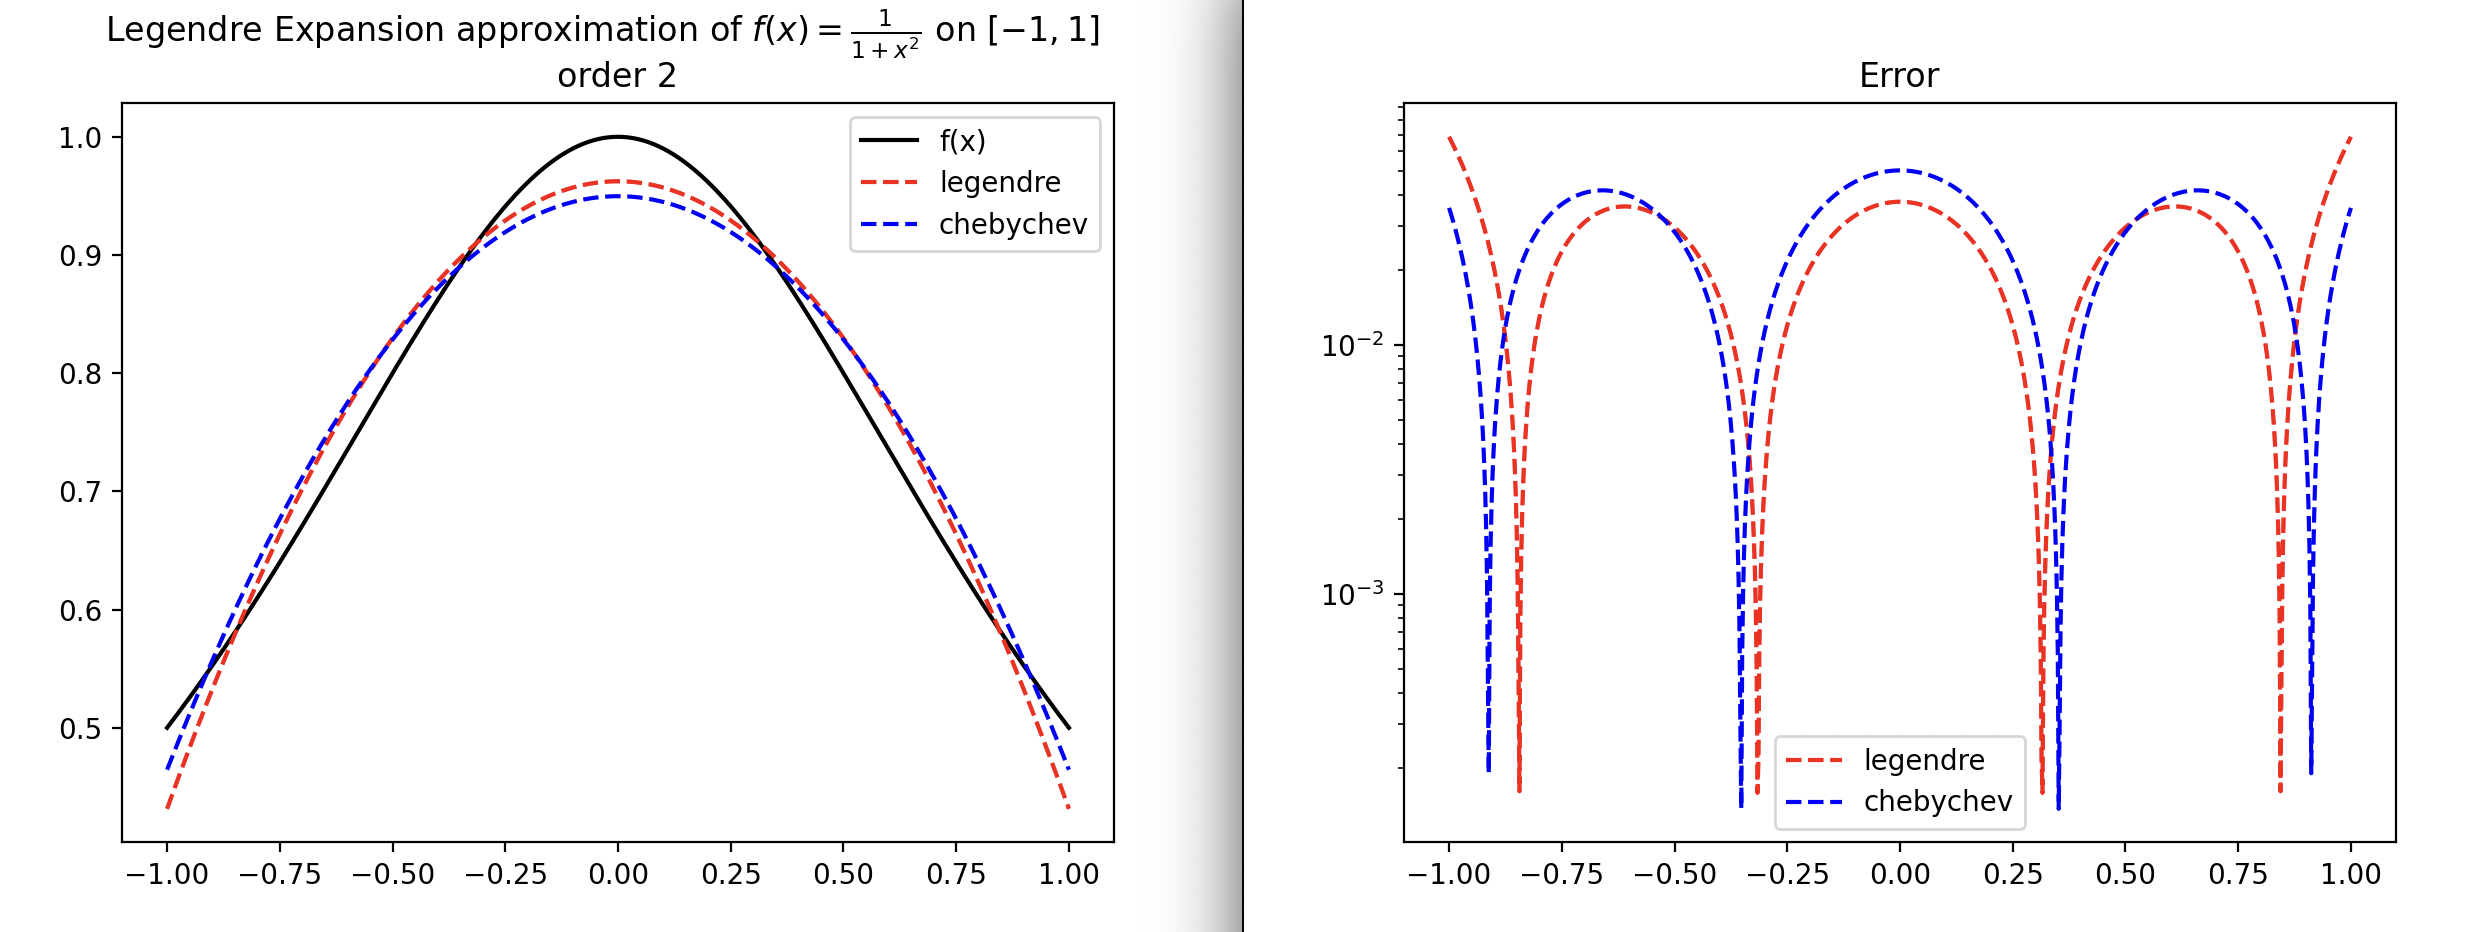 Legendre Expansion approximation of f(x) = \frac{1}{1+x^2} on [−1, 1]
order 2
f(x)
legendre
chebychev
1.0
0.9
0.8
0.7
0.6
0.5
−1.00 −0.75 −0.50 −0.25 0.00 0.25 0.50 0.75 1.00
Error
10^{−2}
10^{−3}
legendre
chebychev
−1.00 −0.75 −0.50 −0.25 0.00 0.25 0.50 0.75 1.00